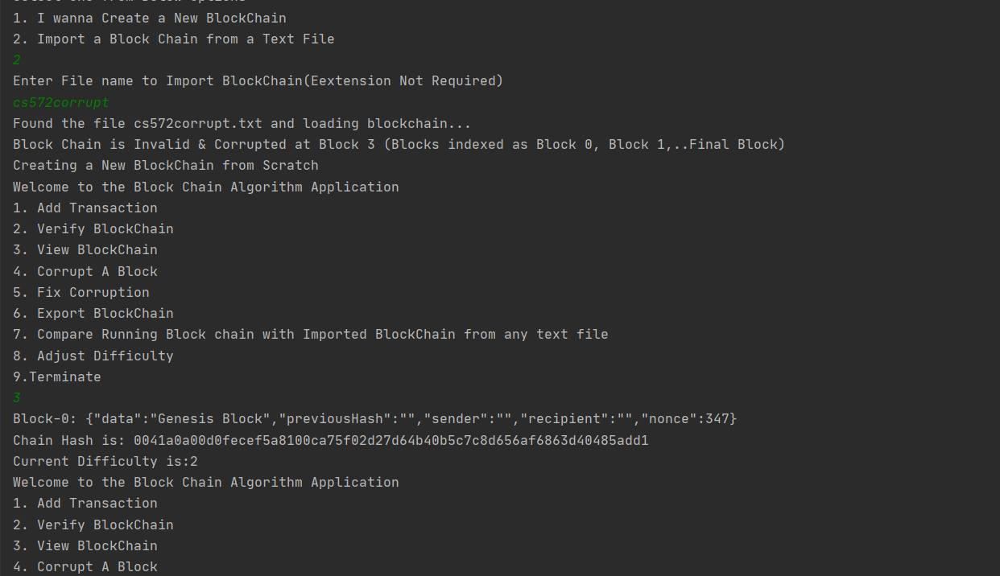 1. I wanna Create a New BlockChain
2. Import a Block Chain from a Text File
2
Enter File name to Import BlockChain(Eextension Not Required)
cs572corrupt
Found the file cs572corrupt.txt and loading blockchain...
Block Chain is Invalid & Corrupted at Block 3 (Blocks indexed as Block 0, Block 1,..Final Block)
Creating a New BlockChain from Scratch
Welcome to the Block Chain Algorithm Application
1. Add Transaction
2. Verify BlockChain
3. View BlockChain
4. Corrupt A Block
5. Fix Corruption
6. Export BlockChain
7. Compare Running Block chain with Imported BlockChain from any text file
8. Adjust Difficulty
9.Terminate
3
Block-0: {"data":"Genesis Block","previousHash":"","sender":"","recipient":"","nonce":347}
Chain Hash is: 0041a0a00d0fecef5a8100ca75f02d27d64b40b5c7c8d656af6863d40485add1
Current Difficulty is:2
Welcome to the Block Chain Algorithm Application
1. Add Transaction
2. Verify BlockChain
3. View BlockChain
4. Corrupt A Block